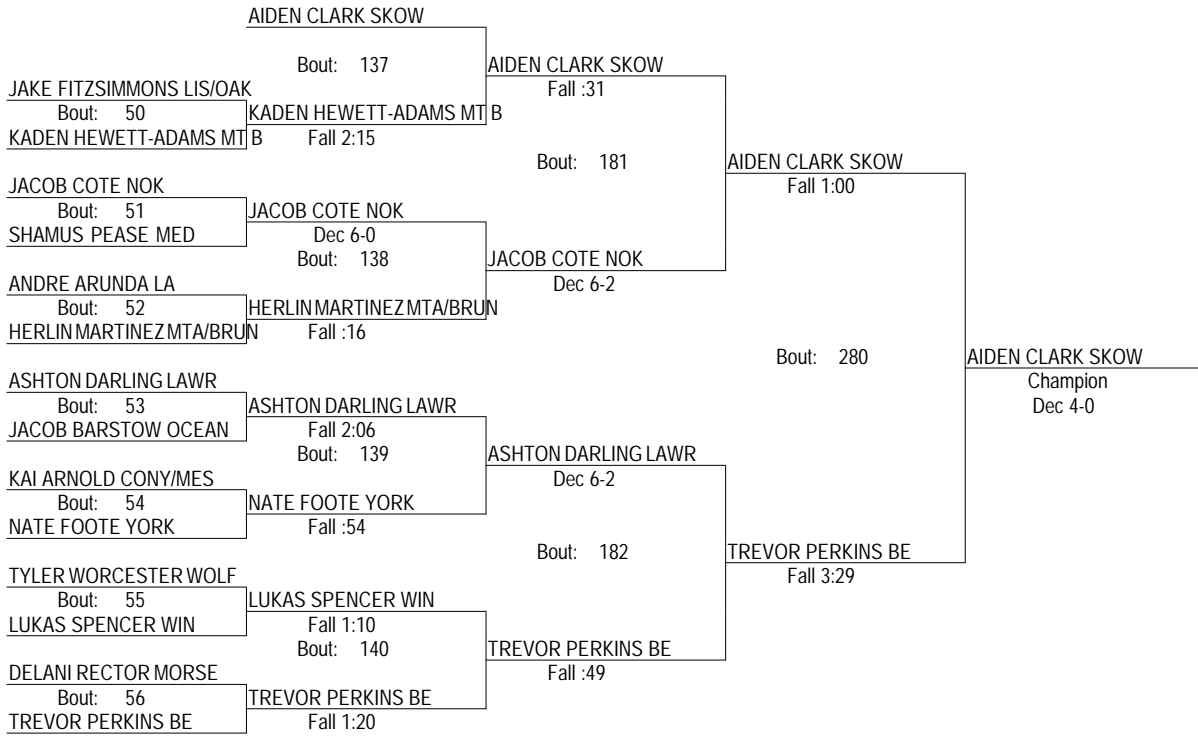 AIDEN CLARK SKOW
Bout: 137
AIDEN CLARK SKOW
Fall :31
JAKE FITZSIMMONS LIS/OAK
Bout: 50
KADEN HEWETT-ADAMS MT B
KADEN HEWETT-ADAMS MT B
Fall 2:15
Bout: 181
AIDEN CLARK SKOW
Fall 1:00
JACOB COTE NOK
Bout: 51
SHAMUS PEASE MED
JACOB COTE NOK
Dec 6-0
Bout: 138
JACOB COTE NOK
Dec 6-2
ANDRE ARUNDA LA
Bout: 52
HERLIN MARTINEZ MTA/BRUN
HERLIN MARTINEZ MTA/BRUN
Fall :16
Bout: 280
AIDEN CLARK SKOW
Champion
Dec 4-0
ASHTON DARLING LAWR
Bout: 53
JACOB BARSTOW OCEAN
ASHTON DARLING LAWR
Fall 2:06
Bout: 139
ASHTON DARLING LAWR
Dec 6-2
KAI ARNOLD CONY/MES
Bout: 54
NATE FOOTE YORK
NATE FOOTE YORK
Fall :54
Bout: 182
TREVOR PERKINS BE
Fall 3:29
TYLER WORCESTER WOLF
Bout: 55
LUKAS SPENCER WIN
LUKAS SPENCER WIN
Fall 1:10
Bout: 140
TREVOR PERKINS BE
Fall :49
DELANI RECTOR MORSE
Bout: 56
TREVOR PERKINS BE
TREVOR PERKINS BE
Fall 1:20